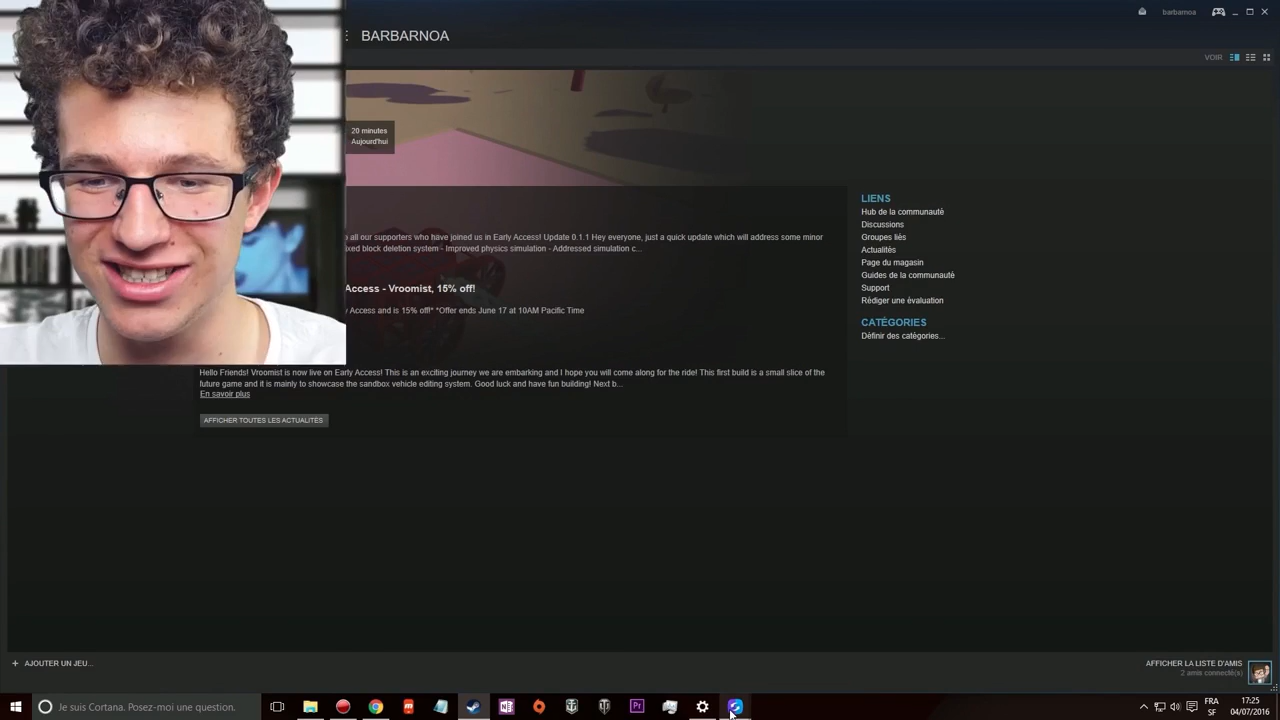 barbarnoa
BARBARNOA
VOIR
20 minutes
Aujourd'hui
all our supporters who have joined us in Early Access! Update 0.1.1 Hey everyone, just a quick update which will address some minor
block deletion system - Improved physics simulation - Addressed simulation c...
Access - Vroomist, 15% off!
Access and is 15% off!* *Offer ends June 17 at 10AM Pacific Time
Hello Friends! Vroomist is now live on Early Access! This is an exciting journey we are embarking and I hope you will come along for the ride! This first build is a small slice of the
future game and it is mainly to showcase the sandbox vehicle editing system. Good luck and have fun building! Next b...
En savoir plus
AFFICHER TOUTES LES ACTUALITÉS
LIENS
Hub de la communauté
Discussions
Groupes liés
Actualités
Page du magasin
Guides de la communauté
Support
Rédiger une évaluation
CATÉGORIES
Définir des catégories...
+ AJOUTER UN JEU...
AFFICHER LA LISTE D'AMIS
2 amis connecté(s)
Je suis Cortana. Posez-moi une question.
FRA
SF
17:25
04/07/2016